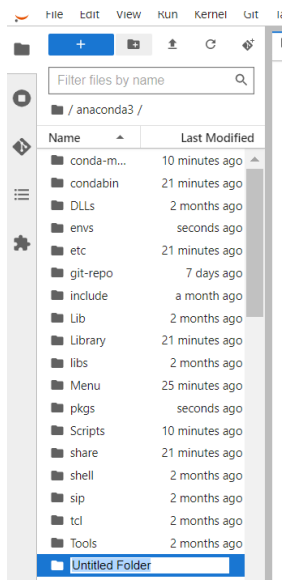 File Edit View Run Kernel Git
Filter files by name
/ anaconda3 /
Name Last Modified
conda-m... 10 minutes ago
condabin 21 minutes ago
DLLs 2 months ago
envs seconds ago
etc 21 minutes ago
git-repo 7 days ago
include a month ago
Lib 2 months ago
Library 21 minutes ago
libs 2 months ago
Menu 25 minutes ago
pkgs seconds ago
Scripts 10 minutes ago
share 21 minutes ago
shell 2 months ago
sip 2 months ago
tcl 2 months ago
Tools 2 months ago
Untitled Folder